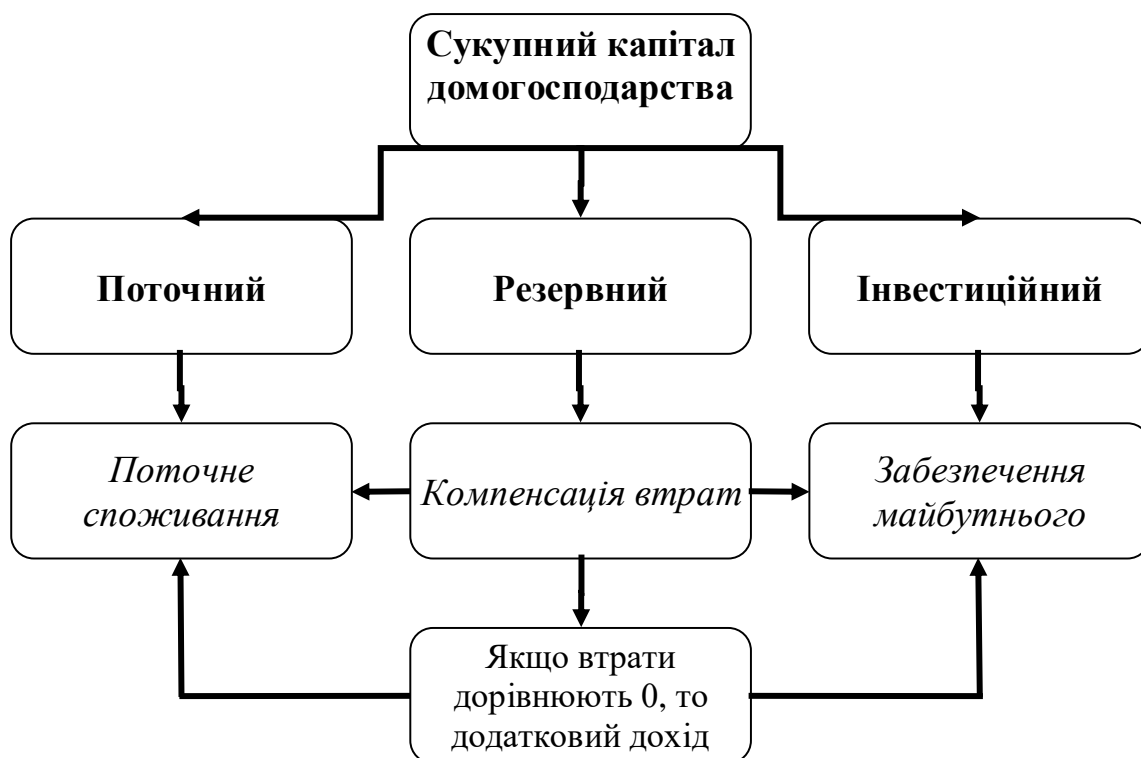 Сукупний капітал
домогосподарства
Поточний
Резервний
Інвестиційний
Поточне
споживання
Компенсація втрат
Забезпечення
майбутнього
Якщо втрати
дорівнюють 0, то
додатковий дохід